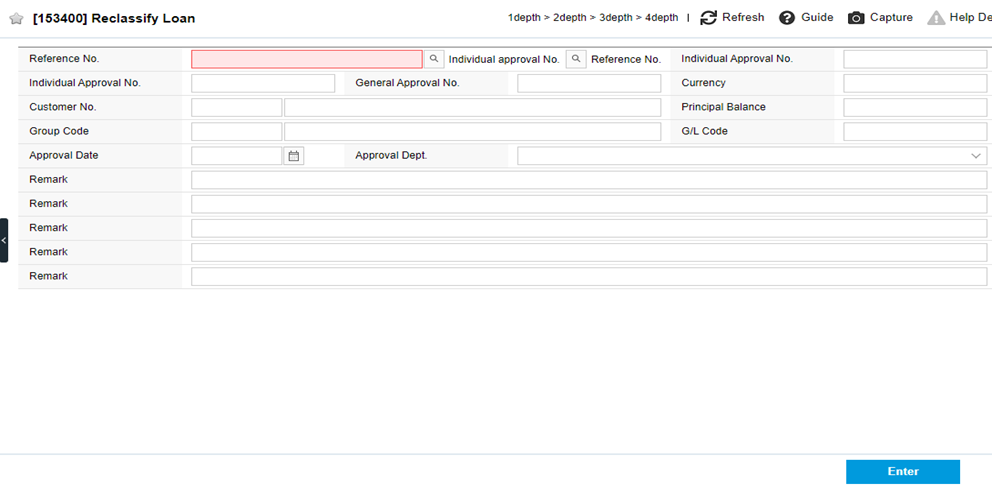 [153400] Reclassify Loan 1depth > 2depth > 3depth > 4depth | Refresh Guide Capture Help De
Reference No. Individual approval No. Reference No. Individual Approval No.
Individual Approval No. General Approval No. Currency
Customer No. Principal Balance
Group Code G/L Code
Approval Date Approval Dept.
Remark
Remark
Remark
Remark
Remark
Enter